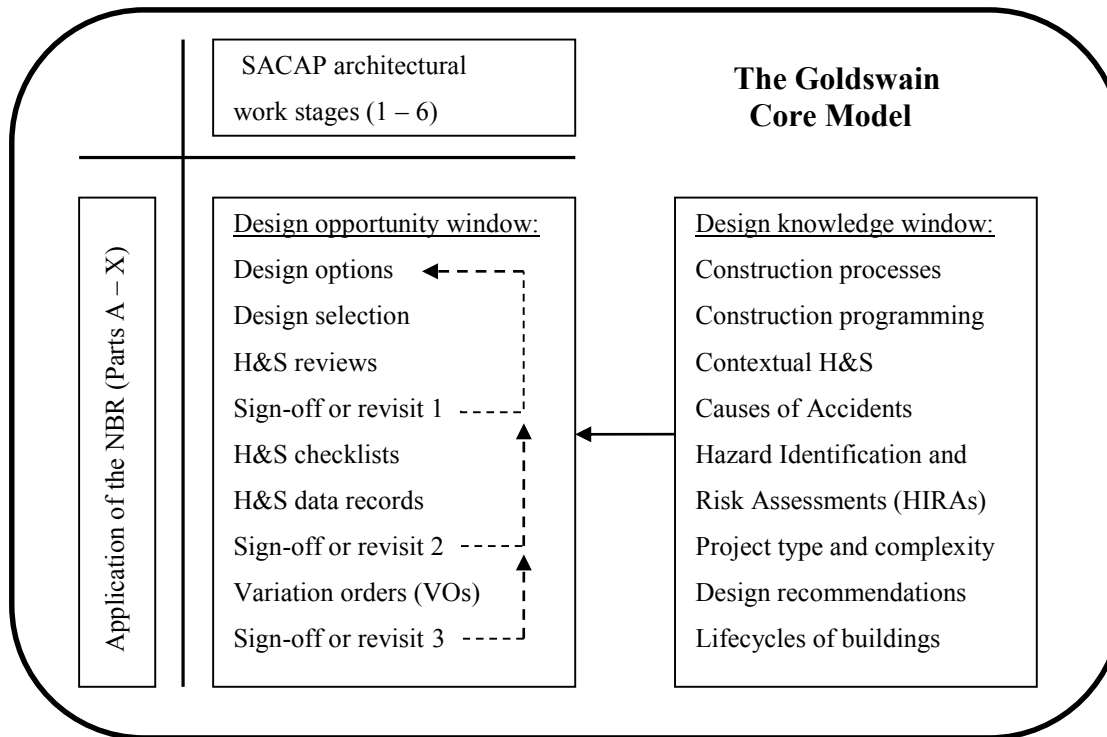 SACAP architectural
work stages (1 – 6)
The Goldswain
Core Model
Application of the NBR (Parts A – X)
Design opportunity window:
Design options
Design selection
H&S reviews
Sign-off or revisit 1
H&S checklists
H&S data records
Sign-off or revisit 2
Variation orders (VOs)
Sign-off or revisit 3
Design knowledge window:
Construction processes
Construction programming
Contextual H&S
Causes of Accidents
Hazard Identification and
Risk Assessments (HIRAs)
Project type and complexity
Design recommendations
Lifecycles of buildings